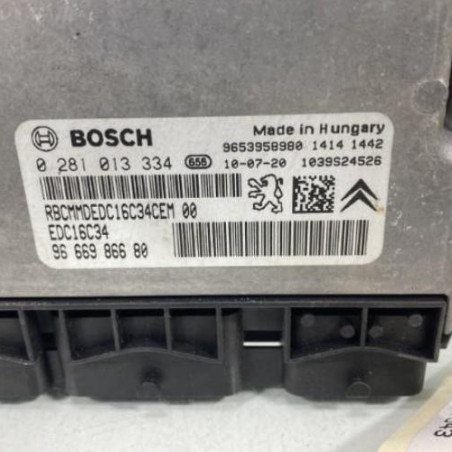 BOSCH
Made in Hungary
9653958980 1414 1442
0 281 013 334 656 10-07-20 1039S24526
RBCMMDEDC16C34CEM 00
EDC16C34
96 669 866 80